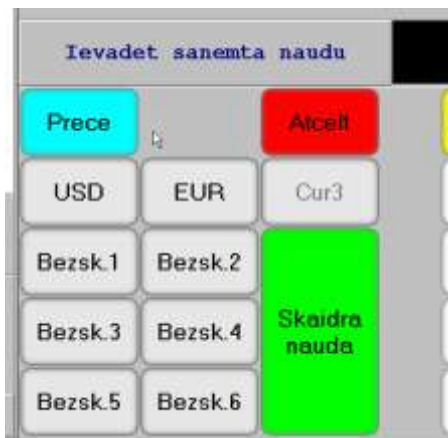 Ievadet sanemta naudu
Prece
Atcelt
USD
EUR
Cur3
Bezsk.1
Bezsk.2
Bezsk.3
Bezsk.4
Skaidra
nauda
Bezsk.5
Bezsk.6